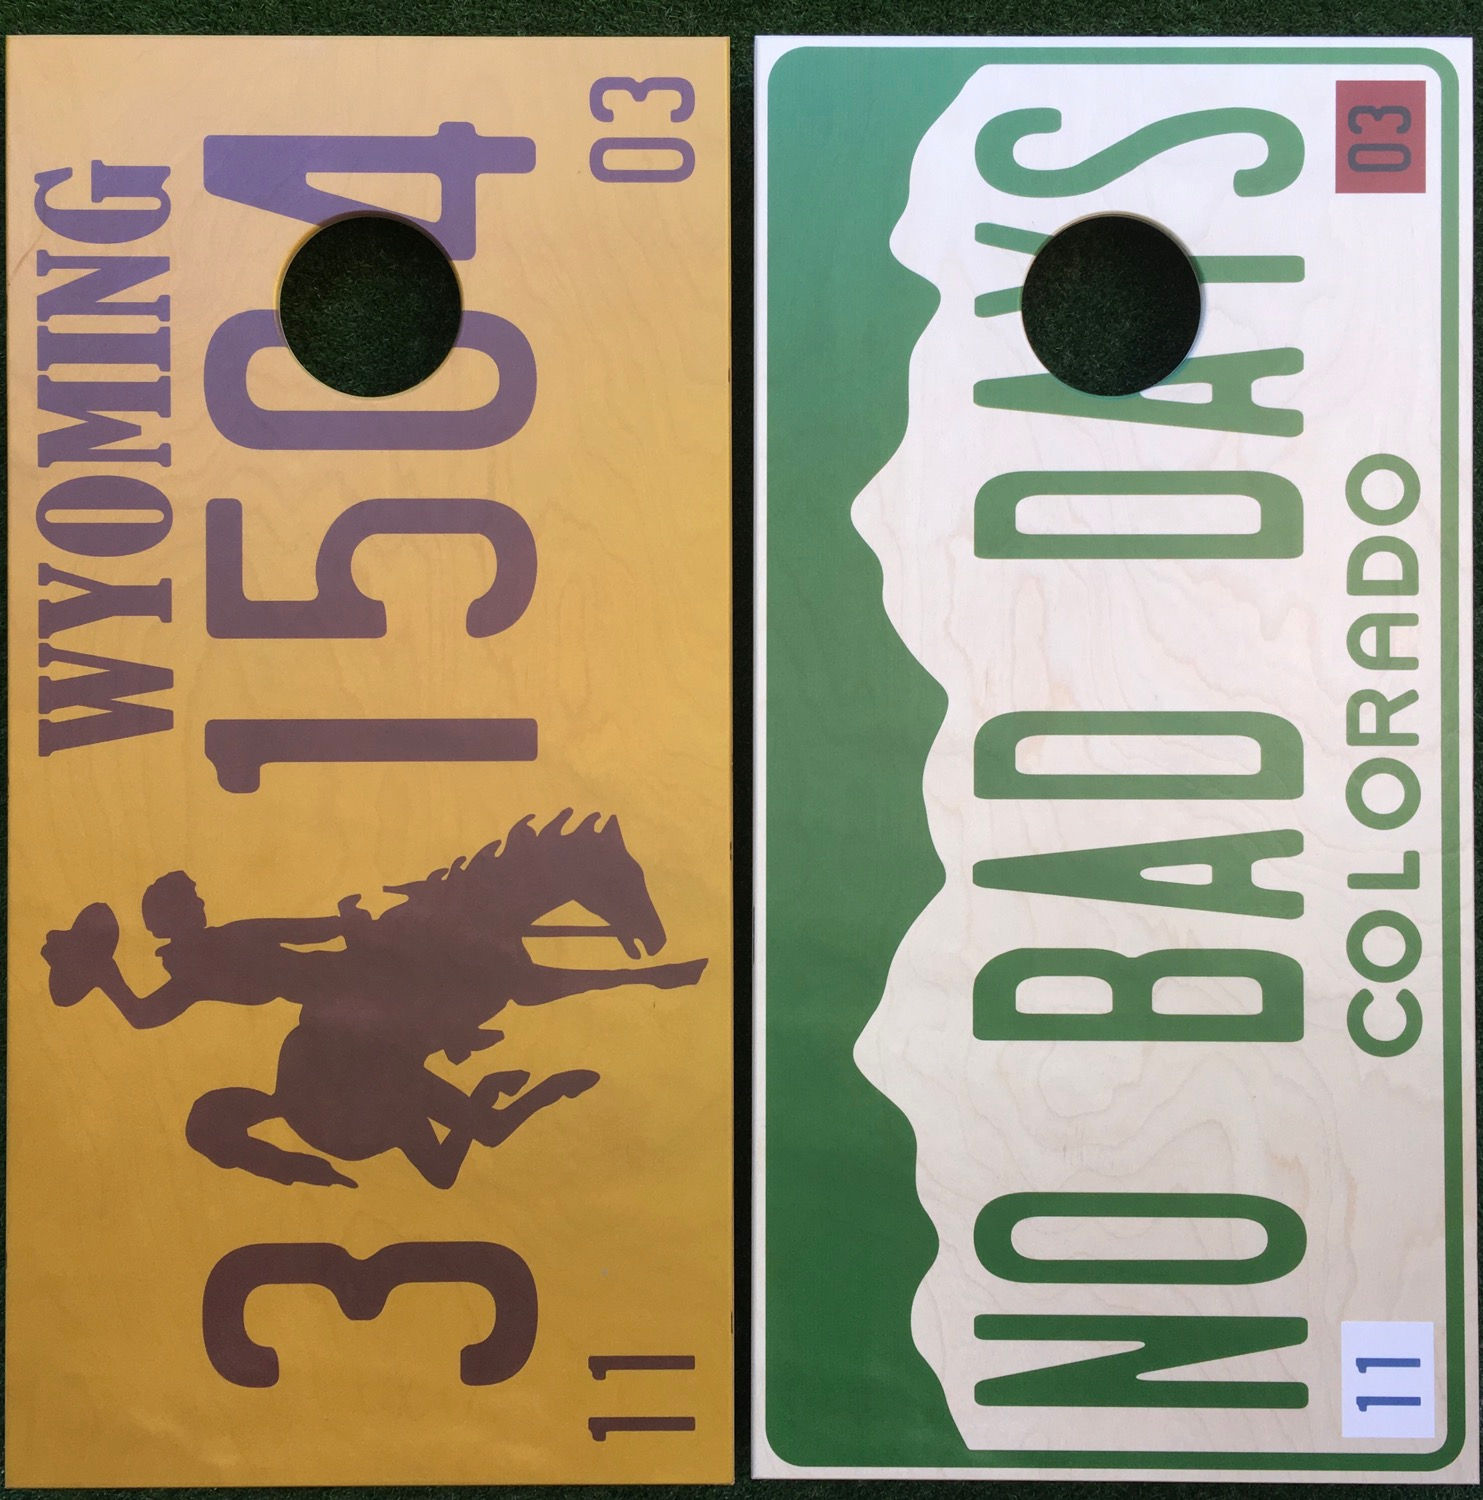 WYOMING
3 1504
11 03
NO BAD DAYS
11 COLORADO 03